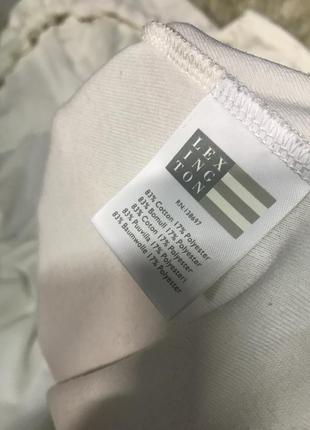 LEX
ING
TON
RN:138697
83% Cotton 17% Polyester
83% Bomull 17% Polyester
83% Coton 17% Polyester
83% Puuvilla 17% Polyesteri
83% Baumwolle 17% Polyester